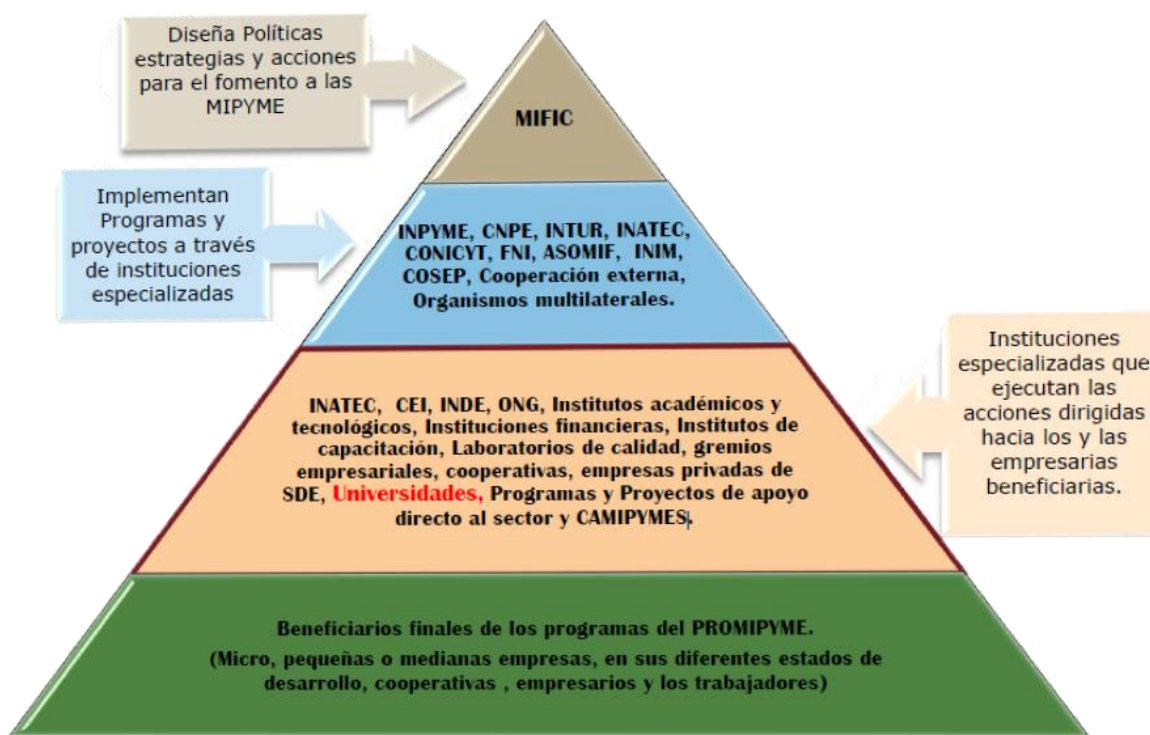 Diseña Políticas
estrategias y acciones
para el fomento a las
MIPYME
MIFIC
Implementan
Programas y
proyectos a través
de instituciones
especializadas
INPYME, CNPE, INTUR, INATEC,
CONICYT, FNI, ASOMIF, INIM,
COSEP, Cooperación externa,
Organismos multilaterales.
Instituciones
especializadas que
ejecutan las
acciones dirigidas
hacia los y las
empresarias
beneficiarias.
INATEC, CEI, INDE, ONG, Institutos académicos y
tecnológicos, Instituciones financieras, Institutos de
capacitación, Laboratorios de calidad, gremios
empresariales, cooperativas, empresas privadas de
SDE, Universidades, Programas y Proyectos de apoyo
directo al sector y CAMIPYMES.
Beneficiarios finales de los programas del PROMIPYME.
(Micro, pequeñas o medianas empresas, en sus diferentes estados de
desarrollo, cooperativas , empresarios y los trabajadores)